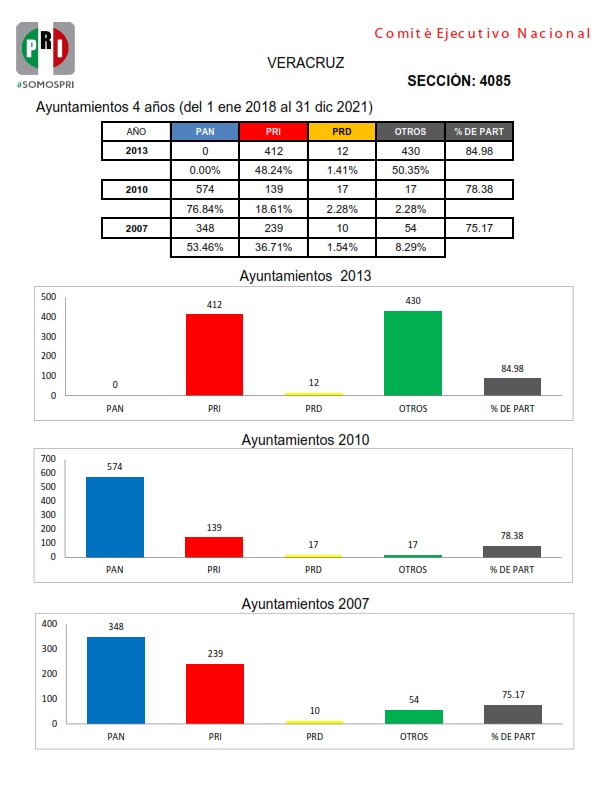 Comité Ejecutivo Nacional
PRI
#SOMOSPRI
VERACRUZ
SECCIÓN: 4085
Ayuntamientos 4 años (del 1 ene 2018 al 31 dic 2021)
AÑO PAN PRI PRD OTROS % DE PART
2013 0 412 12 430 84.98
0.00% 48.24% 1.41% 50.35%
2010 574 139 17 17 78.38
76.84% 18.61% 2.28% 2.28%
2007 348 239 10 54 75.17
53.46% 36.71% 1.54% 8.29%
Ayuntamientos 2013
500
400
300
200
100
0
0 412 12 430 84.98
PAN PRI PRD OTROS % DE PART
Ayuntamientos 2010
700
600
500
400
300
200
100
0
574 139 17 17 78.38
PAN PRI PRD OTROS % DE PART
Ayuntamientos 2007
400
300
200
100
0
348 239 10 54 75.17
PAN PRI PRD OTROS % DE PART